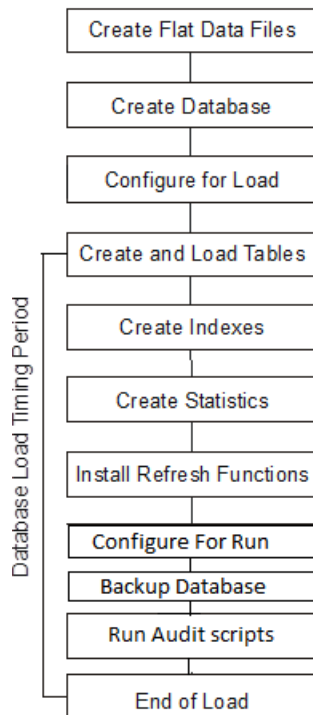 Create Flat Data Files
Create Database
Configure for Load
Create and Load Tables
Create Indexes
Create Statistics
Install Refresh Functions
Configure For Run
Backup Database
Run Audit scripts
End of Load
Database Load Timing Period